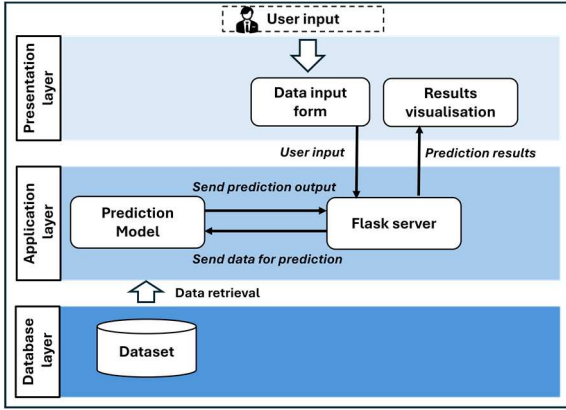 User input
Presentation
layer
Data input
form
Results
visualisation
User input
Prediction results
Application
layer
Send prediction output
Prediction
Model
Flask server
Send data for prediction
Data retrieval
Database
layer
Dataset